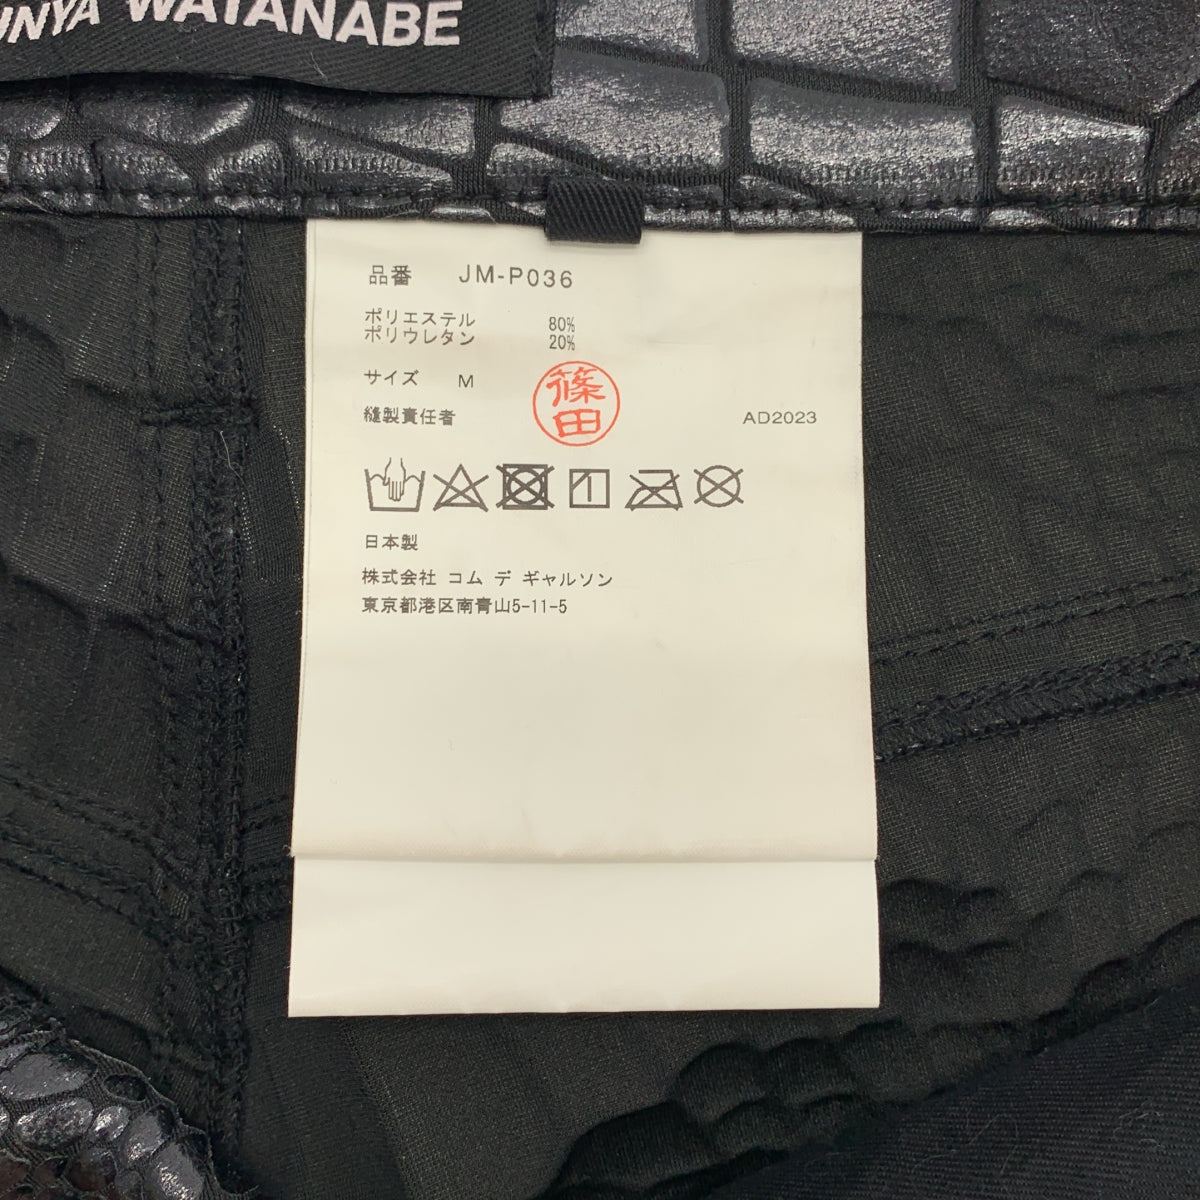 UNYA WATANABE
品番 JM-P036
ポリエステル 80%
ポリウレタン 20%
サイズ M
縫製責任者 篠田 AD2023
日本製
株式会社 コム デ ギャルソン
東京都港区南青山5-11-5